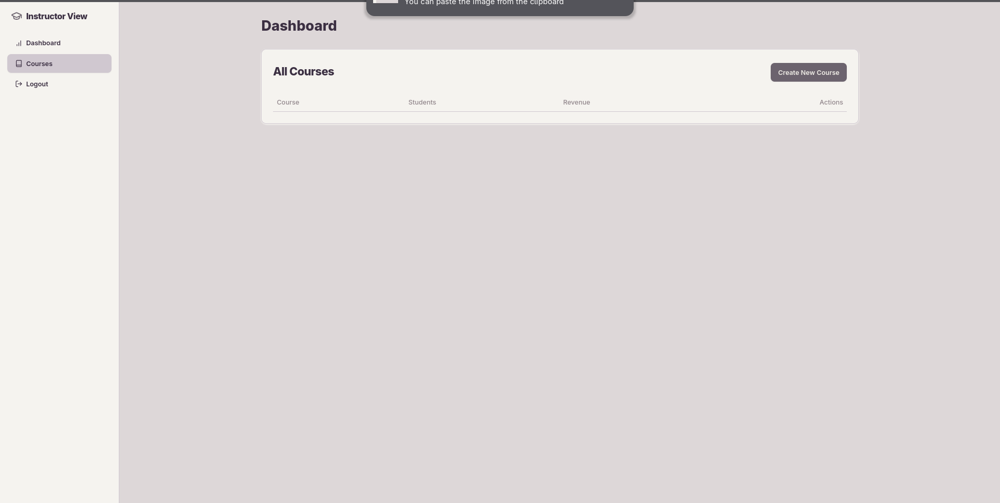 You can paste the image from the clipboard
Instructor View
Dashboard
Courses
Logout
Dashboard
All Courses
Create New Course
Course Students Revenue Actions